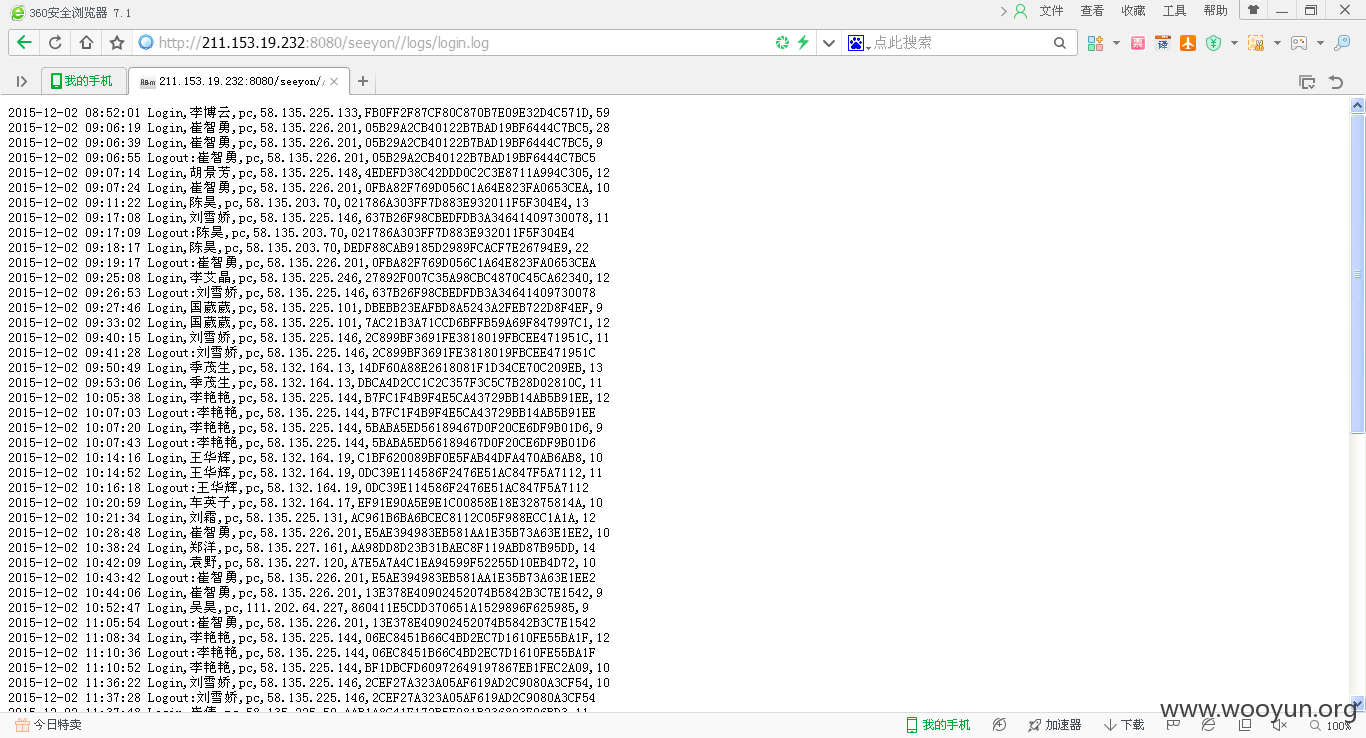 360安全浏览器 7.1
文件 查看 收藏 工具 帮助
http://211.153.19.232:8080/seeyon//logs/login.log
点此搜索
我的手机
211.153.19.232:8080/seeyon/
2015-12-02 08:52:01 Login,李博云,pc,58.135.225.133,FB0FF2F87CF80C870B7E09E32D4C571D,59
2015-12-02 09:06:19 Login,崔智勇,pc,58.135.226.201,05B29A2CB40122B7BAD19BF6444C7BC5,28
2015-12-02 09:06:39 Login,崔智勇,pc,58.135.226.201,05B29A2CB40122B7BAD19BF6444C7BC5,9
2015-12-02 09:06:55 Logout:崔智勇,pc,58.135.226.201,05B29A2CB40122B7BAD19BF6444C7BC5
2015-12-02 09:07:14 Login,胡景芳,pc,58.135.225.148,4EDEFD38C42DDD0C2C3E8711A994C305,12
2015-12-02 09:07:24 Login,崔智勇,pc,58.135.226.201,0FBA82F769D056C1A64E823FA0653CEA,10
2015-12-02 09:11:22 Login,陈昊,pc,58.135.203.70,021786A303FF7D883E932011F5F304E4,13
2015-12-02 09:17:08 Login,刘雪娇,pc,58.135.225.146,637B26F98CBEDFDB3A34641409730078,11
2015-12-02 09:17:09 Logout:陈昊,pc,58.135.203.70,021786A303FF7D883E932011F5F304E4
2015-12-02 09:18:17 Login,陈昊,pc,58.135.203.70,DEDF88CAB9185D2989FCACF7E26794E9,22
2015-12-02 09:19:17 Logout:崔智勇,pc,58.135.226.201,0FBA82F769D056C1A64E823FA0653CEA
2015-12-02 09:25:08 Login,李艾晶,pc,58.135.225.246,27892F007C35A98CBC4870C45CA62340,12
2015-12-02 09:26:53 Logout:刘雪娇,pc,58.135.225.146,637B26F98CBEDFDB3A34641409730078
2015-12-02 09:27:46 Login,国蕆蕆,pc,58.135.225.101,DBEBB23EAFBD8A5243A2FEB722D8F4EF,9
2015-12-02 09:33:02 Login,国蕆蕆,pc,58.135.225.101,7AC21B3A71CCD6BFFB59A69F847997C1,12
2015-12-02 09:40:15 Login,刘雪娇,pc,58.135.225.146,2C899BF3691FE3818019FBCEE471951C,11
2015-12-02 09:41:28 Logout:刘雪娇,pc,58.135.225.146,2C899BF3691FE3818019FBCEE471951C
2015-12-02 09:50:49 Login,季茂生,pc,58.132.164.13,14DF60A88E2618081F1D34CE70C209EB,13
2015-12-02 09:53:06 Login,季茂生,pc,58.132.164.13,DBCA4D2CC1C2C357F3C5C7B28D02810C,11
2015-12-02 10:05:38 Login,李艳艳,pc,58.135.225.144,B7FC1F4B9F4E5CA43729BB14AB5B91EE,12
2015-12-02 10:07:03 Logout:李艳艳,pc,58.135.225.144,B7FC1F4B9F4E5CA43729BB14AB5B91EE
2015-12-02 10:07:20 Login,李艳艳,pc,58.135.225.144,5BABA5ED56189467D0F20CE6DF9B01D6,9
2015-12-02 10:07:43 Logout:李艳艳,pc,58.135.225.144,5BABA5ED56189467D0F20CE6DF9B01D6
2015-12-02 10:14:16 Login,王华辉,pc,58.132.164.19,C1BF620089BF0E5FAB44DFA470AB6AB8,10
2015-12-02 10:14:52 Login,王华辉,pc,58.132.164.19,0DC39E114586F2476E51AC847F5A7112,11
2015-12-02 10:16:18 Logout:王华辉,pc,58.132.164.19,0DC39E114586F2476E51AC847F5A7112
2015-12-02 10:20:59 Login,车英子,pc,58.132.164.17,EF91E90A5E9E1C00858E18E32875814A,10
2015-12-02 10:21:34 Login,刘霜,pc,58.135.225.131,AC961B6BA6BCEC8112C05F988ECC1A1A,12
2015-12-02 10:28:48 Login,崔智勇,pc,58.135.226.201,E5AE394983EB581AA1E35B73A63E1EE2,10
2015-12-02 10:38:24 Login,郑洋,pc,58.135.227.161,AA98DD8D23B31BAEC8F119ABD87B95DD,14
2015-12-02 10:42:09 Login,袁野,pc,58.135.227.120,A7E5A7A4C1EA94599F52255D10EB4D72,10
2015-12-02 10:43:42 Logout:崔智勇,pc,58.135.226.201,E5AE394983EB581AA1E35B73A63E1EE2
2015-12-02 10:44:06 Login,崔智勇,pc,58.135.226.201,13E378E40902452074B5842B3C7E1542,9
2015-12-02 10:52:47 Login,吴昊,pc,111.202.64.227,860411E5CDD370651A1529896F625985,9
2015-12-02 11:05:54 Logout:崔智勇,pc,58.135.226.201,13E378E40902452074B5842B3C7E1542
2015-12-02 11:08:34 Login,李艳艳,pc,58.135.225.144,06EC8451B66C4BD2EC7D1610FE55BA1F,12
2015-12-02 11:10:36 Logout:李艳艳,pc,58.135.225.144,06EC8451B66C4BD2EC7D1610FE55BA1F
2015-12-02 11:10:52 Login,李艳艳,pc,58.135.225.144,BF1DBCFD60972649197867EB1FEC2A09,10
2015-12-02 11:36:22 Login,刘雪娇,pc,58.135.225.146,2CEF27A323A05AF619AD2C9080A3CF54,10
2015-12-02 11:37:28 Logout:刘雪娇,pc,58.135.225.146,2CEF27A323A05AF619AD2C9080A3CF54
2015-12-02 11:37:48 Login
www.wooyun.org
今日特卖
我的手机 加速器 下载 100%